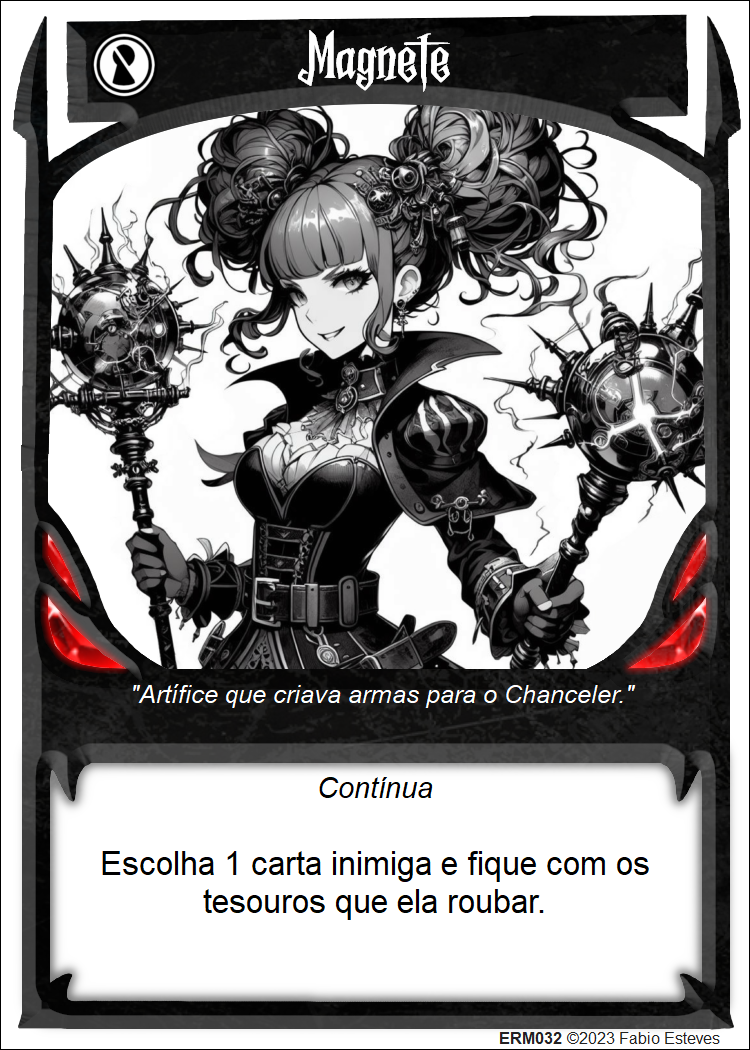 Magnete
"Artífice que criava armas para o Chanceler."
Contínua
Escolha 1 carta inimiga e fique com os
tesouros que ela roubar.
ERM032 ©2023 Fabio Esteves